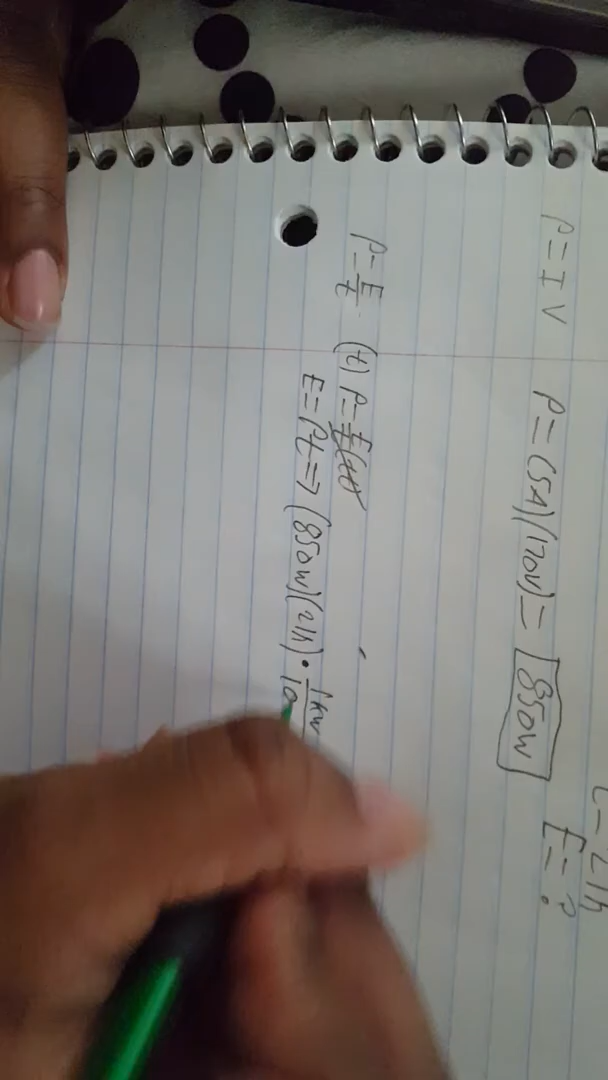 t = 21h
P = IV P = (5A)(170V) = 850W E = ?
P = E/t (t) P = E/t (t)
E = Pt => (850W)(21h) · 1kW/10